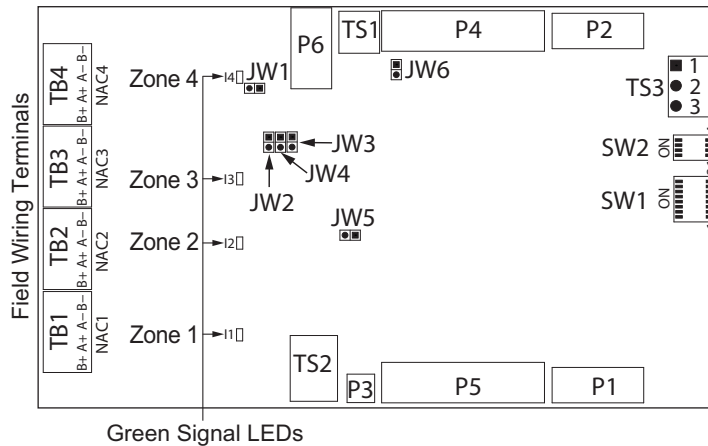 P6
TS1
P4
P2
TB4
B+ A+ A– B–
NAC4
Zone 4
I4
JW1
JW6
TS3
1
2
3
Field Wiring Terminals
TB3
B+ A+ A– B–
NAC3
Zone 3
I3
JW3
JW4
JW2
SW2
ON
SW1
ON
TB2
B+ A+ A– B–
NAC2
Zone 2
I2
JW5
TB1
B+ A+ A– B–
NAC1
Zone 1
I1
TS2
P3
P5
P1
Green Signal LEDs